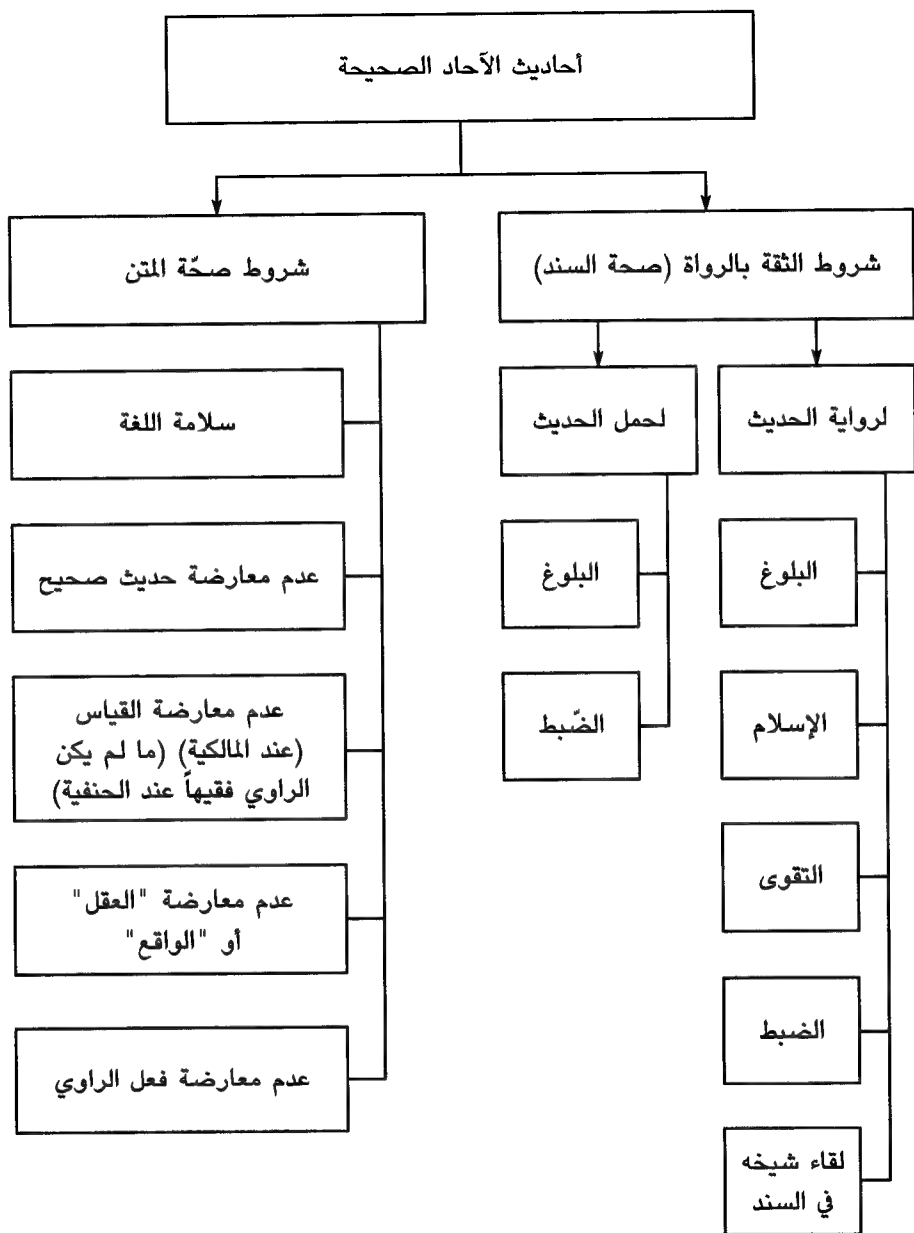 أحاديث الآحاد الصحيحة
شروط الثقة بالرواة (صحة السند)
لرواية الحديث
البلوغ
الإسلام
التقوى
الضبط
لقاء شيخه
في السند
لحمل الحديث
البلوغ
الضّبط
شروط صحّة المتن
سلامة اللغة
عدم معارضة حديث صحيح
عدم معارضة القياس
(عند المالكية) (ما لم يكن
الراوي فقيهاً عند الحنفية)
عدم معارضة "العقل"
أو "الواقع"
عدم معارضة فعل الراوي